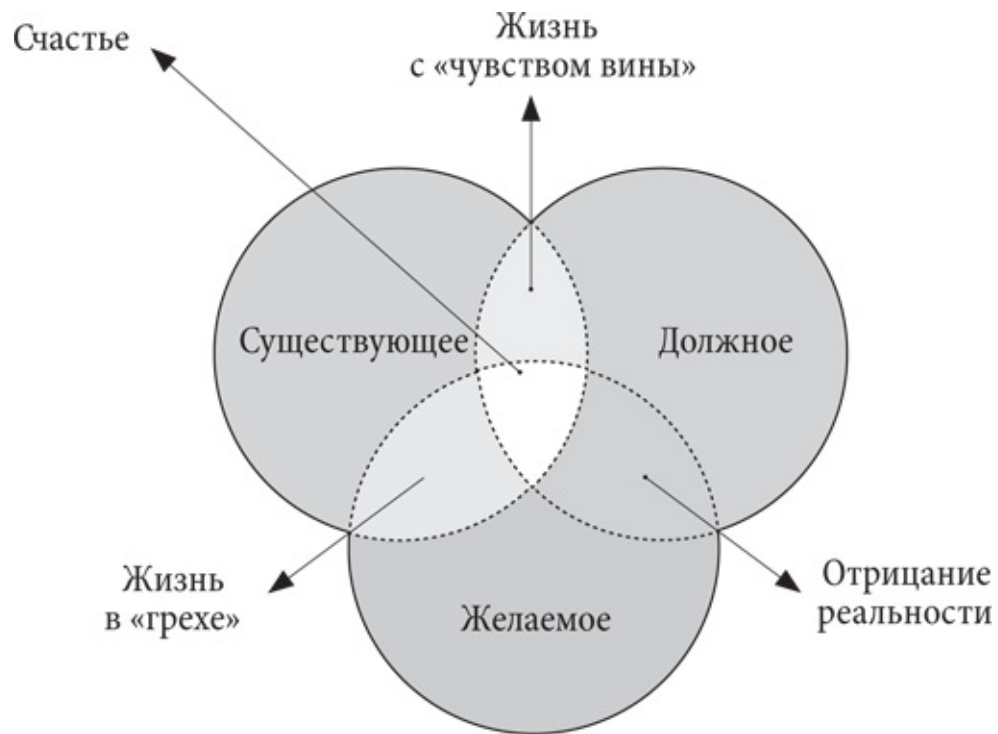 Счастье
Жизнь
с «чувством вины»
Существующее
Должное
Жизнь
в «грехе»
Желаемое
Отрицание
реальности